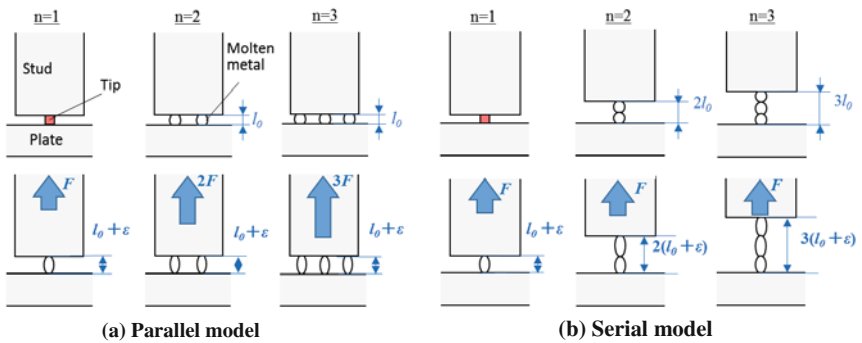 n=1
n=2
n=3
Stud
Tip
Plate
Molten
metal
l₀
l₀
F
2F
3F
l₀+ε
l₀+ε
l₀+ε
(a) Parallel model
n=1
n=2
n=3
2l₀
3l₀
F
F
F
l₀+ε
2(l₀+ε)
3(l₀+ε)
(b) Serial model